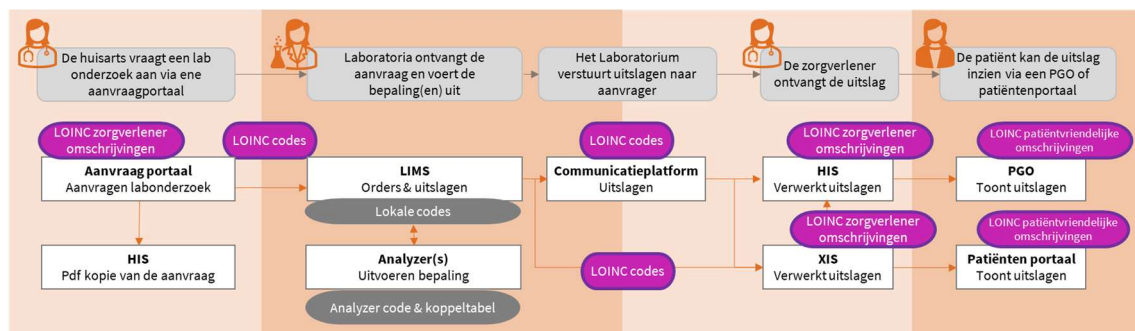 De huisarts vraagt een lab
onderzoek aan via ene
aanvraagportaal
Laboratoria ontvangt de
aanvraag en voert de
bepaling(en) uit
Het Laboratorium
verstuurt uitslagen naar
aanvrager
De zorgverlener
ontvangt de uitslag
De patiënt kan de uitslag
inzien via een PGO of
patiëntenportaal
LOINC zorgverlener
omschrijvingen
LOINC codes
LOINC codes
LOINC zorgverlener
omschrijvingen
LOINC patiëntvriendelijke
omschrijvingen
Aanvraag portaal
Aanvragen labonderzoek
LIMS
Orders & uitslagen
Lokale codes
Communicatieplatform
Uitslagen
HIS
Verwerkt uitslagen
PGO
Toont uitslagen
HIS
Pdf kopie van de aanvraag
Analyzer(s)
Uitvoeren bepaling
Analyzer code & koppeltabel
LOINC codes
LOINC zorgverlener
omschrijvingen
XIS
Verwerkt uitslagen
LOINC patiëntvriendelijke
omschrijvingen
Patiënten portaal
Toont uitslagen